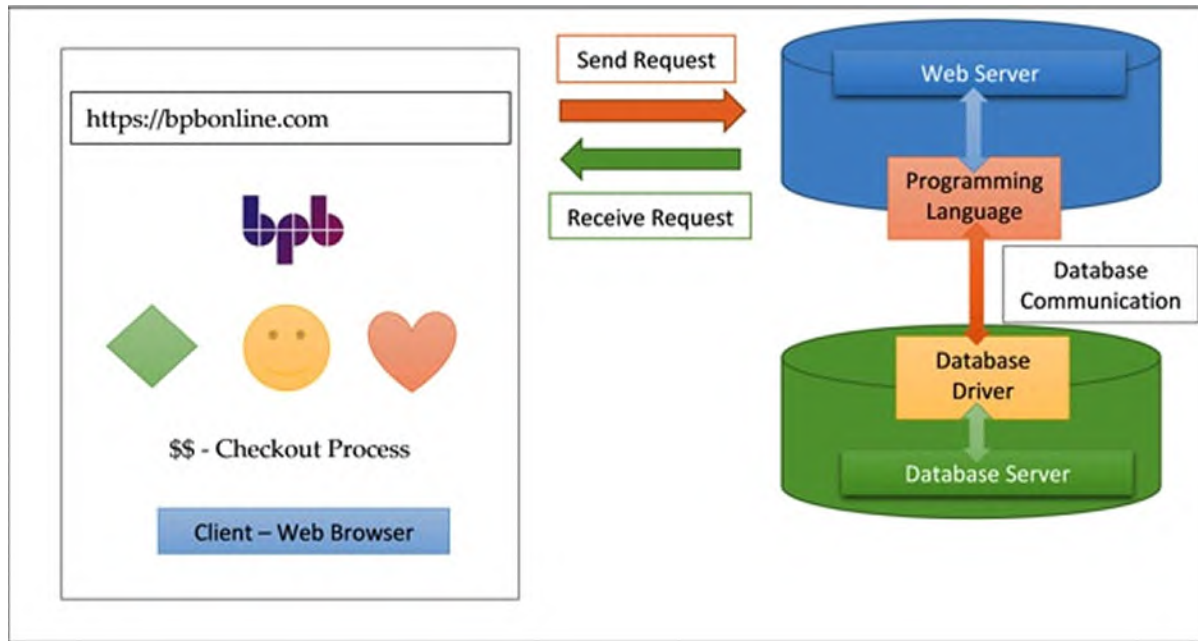 https://bpbonline.com
bpb
$$ - Checkout Process
Client – Web Browser
Send Request
Receive Request
Web Server
Programming
Language
Database
Communication
Database
Driver
Database Server